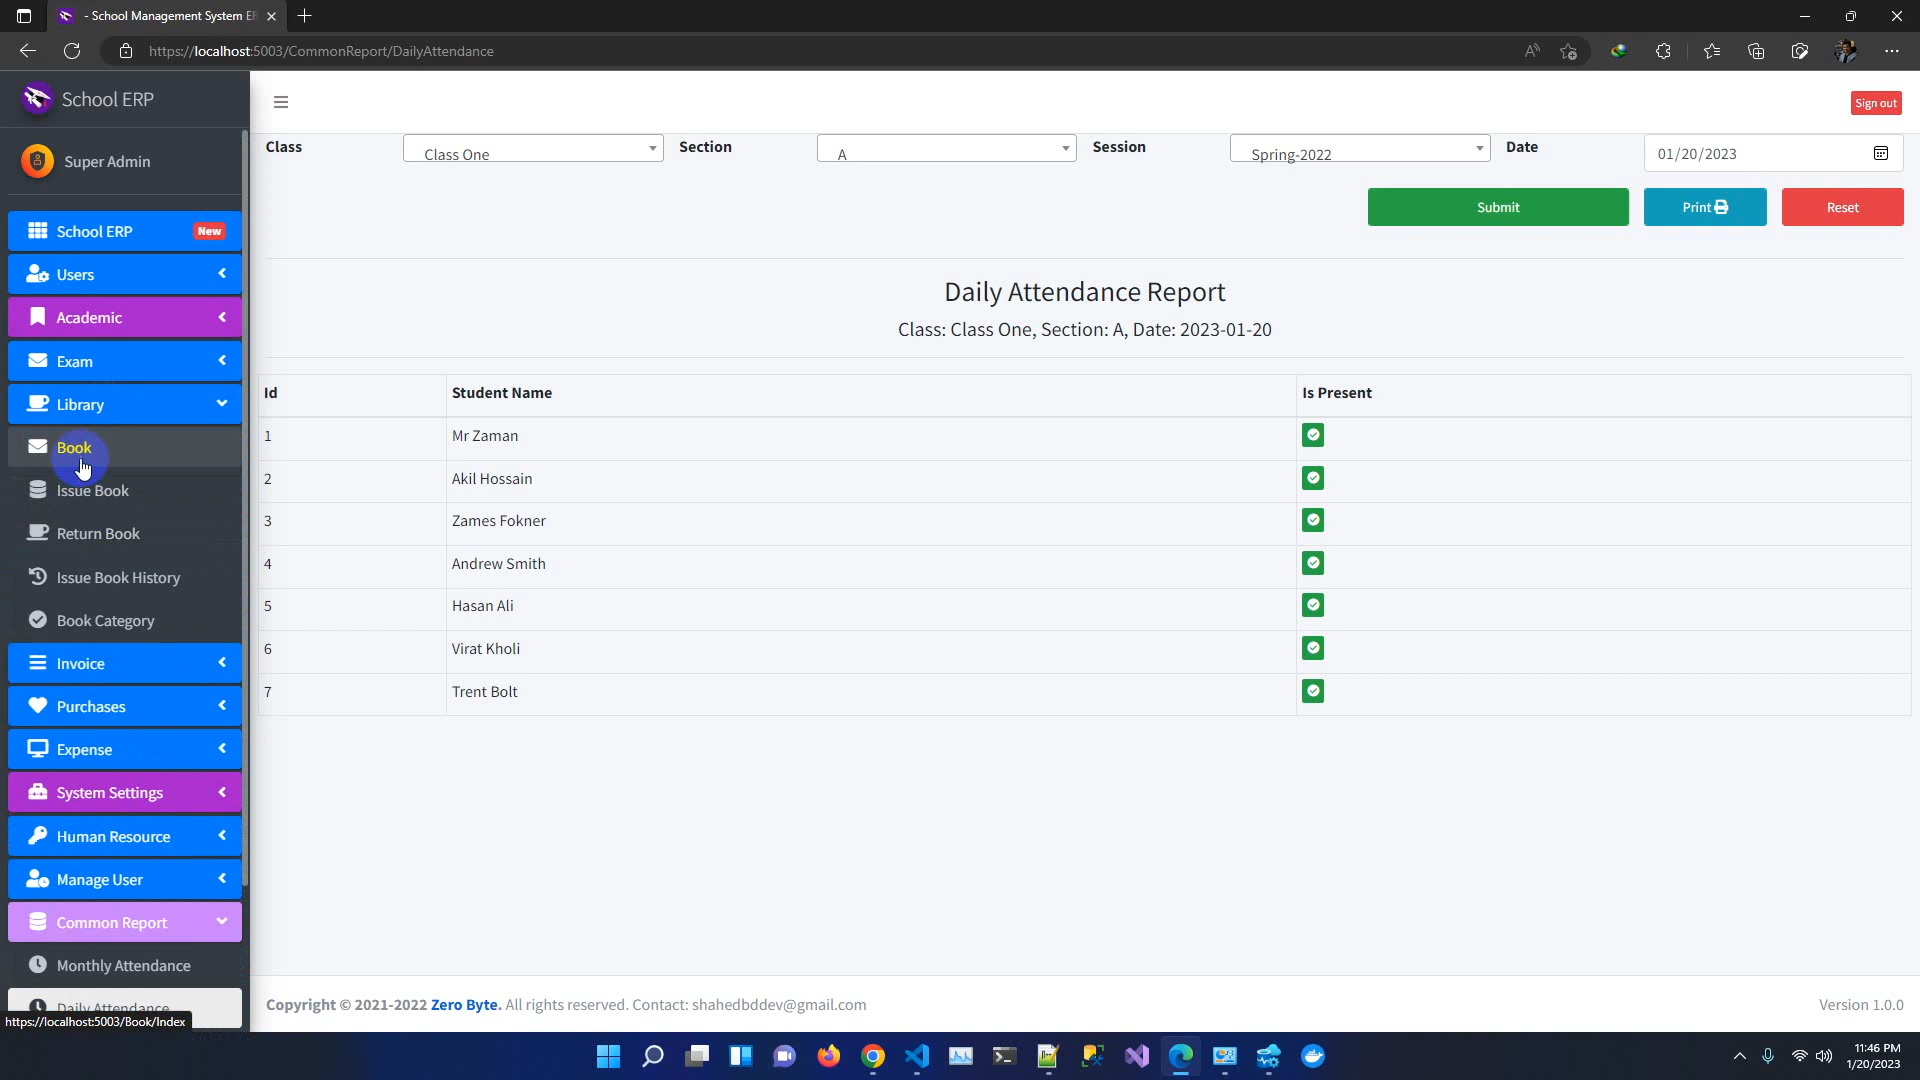 - School Management System ER
https://localhost:5003/CommonReport/DailyAttendance
School ERP
Sign out
Class
Class One
Section
A
Session
Spring-2022
Date
01/20/2023
Super Admin
Submit
Print
Reset
School ERP
New
Users
Academic
Exam
Library
Book
Issue Book
Return Book
Issue Book History
Book Category
Invoice
Purchases
Expense
System Settings
Human Resource
Manage User
Common Report
Monthly Attendance
Daily Attendance
https://localhost:5003/Book/Index
Daily Attendance Report
Class: Class One, Section: A, Date: 2023-01-20
Id Student Name Is Present
1 Mr Zaman
2 Akil Hossain
3 Zames Fokner
4 Andrew Smith
5 Hasan Ali
6 Virat Kholi
7 Trent Bolt
Copyright © 2021-2022 Zero Byte. All rights reserved. Contact: shahedbddev@gmail.com
Version 1.0.0
11:46 PM
1/20/2023